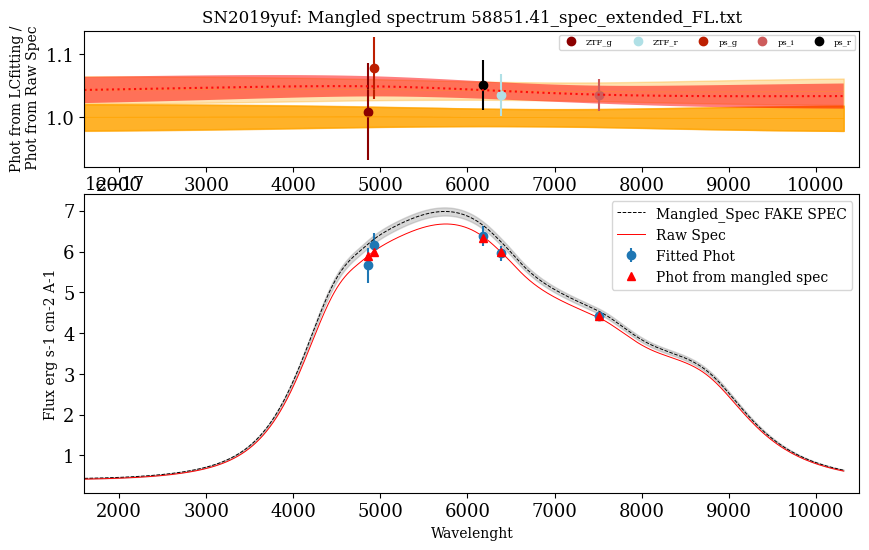 SN2019yuf: Mangled spectrum 58851.41_spec_extended_FL.txt
Phot from LCfitting /
Phot from Raw Spec
1.1
1.0
ZTF_g ZTF_r ps_g ps_i ps_r
2000 3000 4000 5000 6000 7000 8000 9000 10000
1e−17
Flux erg s-1 cm-2 A-1
7
6
5
4
3
2
1
Mangled_Spec FAKE SPEC
Raw Spec
Fitted Phot
Phot from mangled spec
2000 3000 4000 5000 6000 7000 8000 9000 10000
Wavelenght